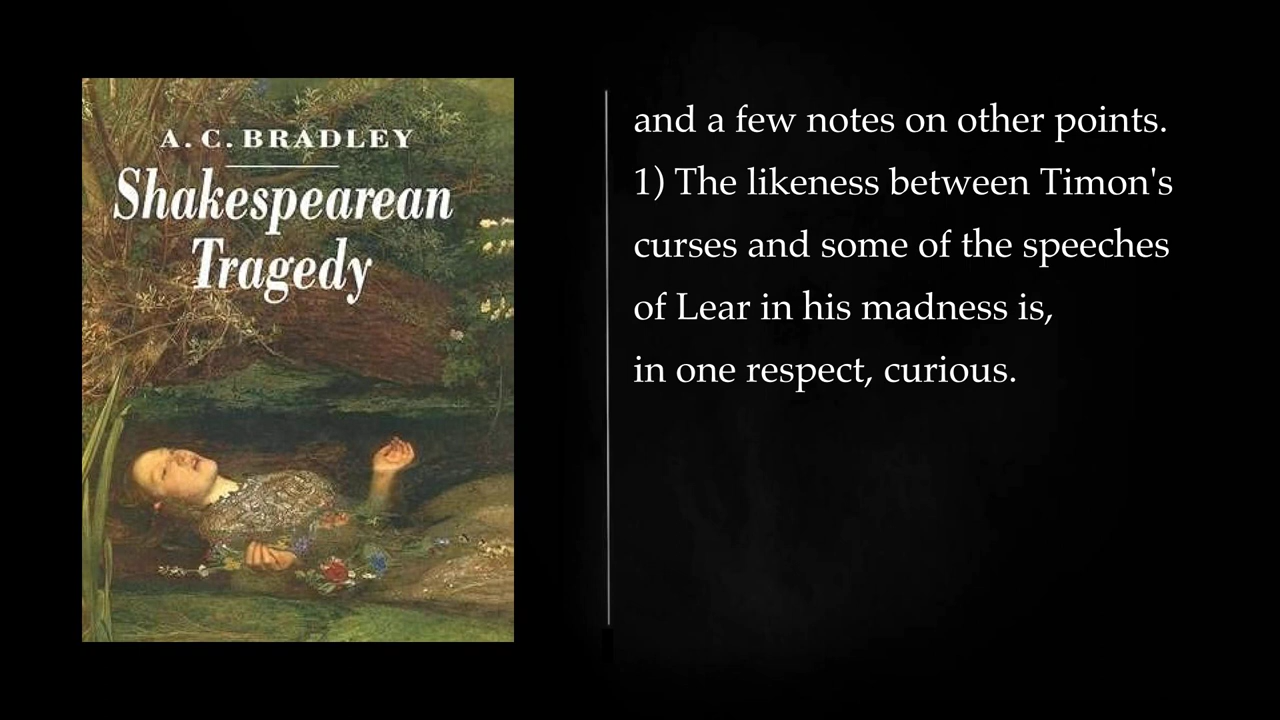 A. C. BRADLEY
Shakespearean
Tragedy
and a few notes on other points.
1) The likeness between Timon's
curses and some of the speeches
of Lear in his madness is,
in one respect, curious.